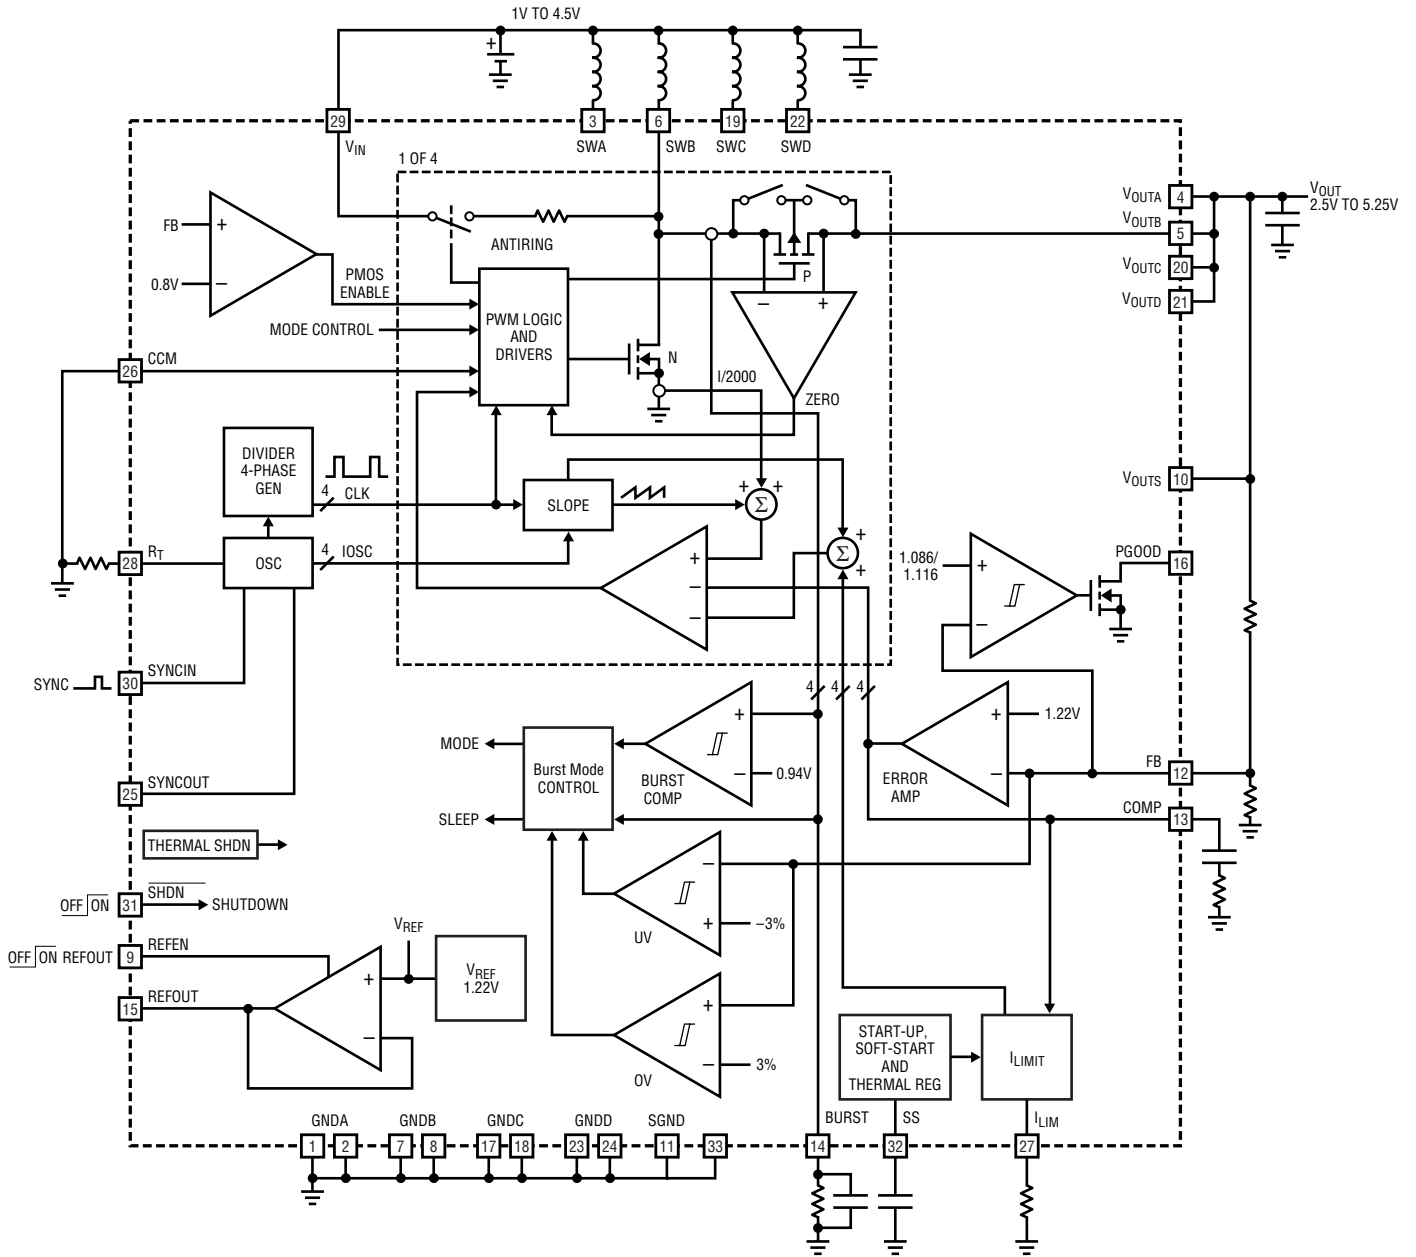 1V TO 4.5V
+
29
3
6
19
22
VIN
SWA
SWB
SWC
SWD
1 OF 4
VOUTA
4
VOUT
2.5V TO 5.25V
VOUTB
5
VOUTC
20
VOUTD
21
FB
+
0.8V
−
ANTIRING
PMOS
ENABLE
MODE CONTROL
PWM LOGIC
AND
DRIVERS
P
−
+
N
I/2000
ZERO
26
CCM
DIVIDER
4-PHASE
GEN
4
CLK
SLOPE
+
+
Σ
+
Σ
+
VOUTS
10
28
RT
OSC
4
IOSC
+
−
−
1.086/
1.116
+
−
PGOOD
16
SYNC
30
SYNCIN
4
4
4
MODE
Burst Mode
CONTROL
SLEEP
+
−
0.94V
BURST
COMP
+
1.22V
−
ERROR
AMP
FB
12
COMP
13
25
SYNCOUT
THERMAL SHDN
OFF ON
31
SHDN
SHUTDOWN
−
+
−3%
UV
OFF ON REFOUT
9
REFEN
15
REFOUT
VREF
+
−
VREF
1.22V
+
−
3%
OV
START-UP,
SOFT-START
AND
THERMAL REG
ILIMIT
GNDA
GNDB
GNDC
GNDD
SGND
BURST
SS
ILIM
1
2
7
8
17
18
23
24
11
33
14
32
27